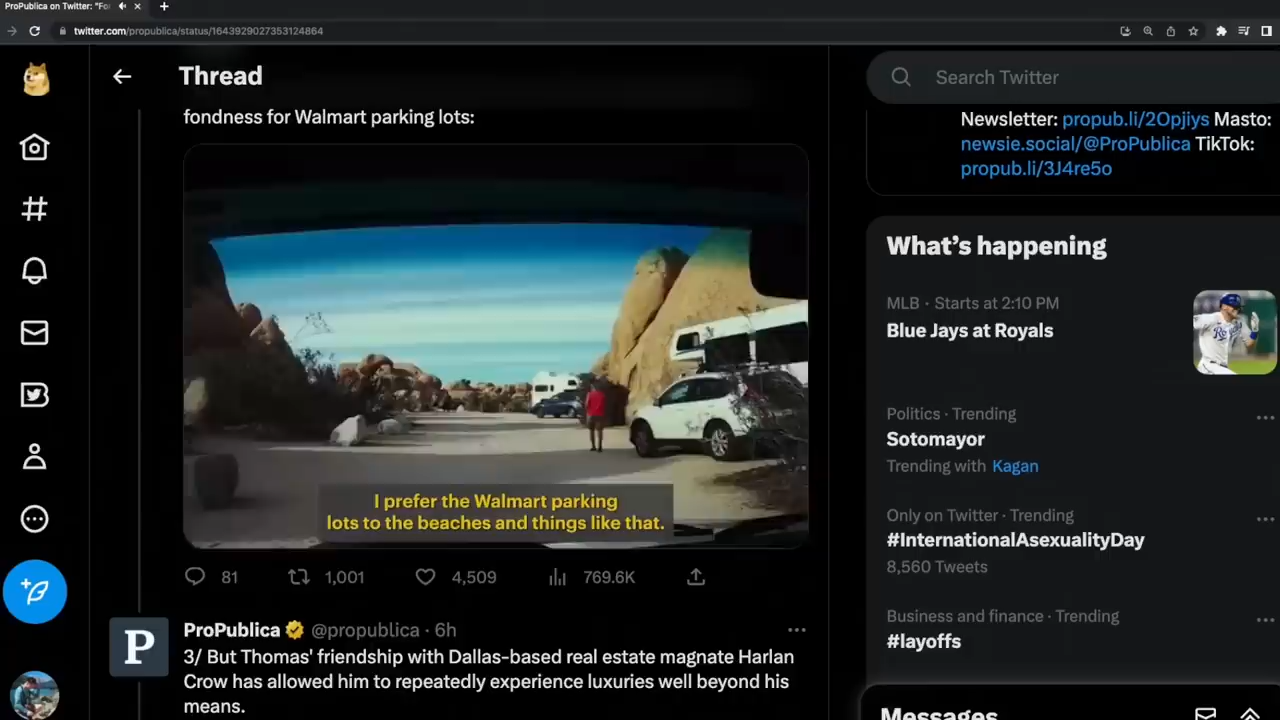 ProPublica on Twitter: "For
twitter.com/propublica/status/1643929027353124864
Thread
fondness for Walmart parking lots:
I prefer the Walmart parking
lots to the beaches and things like that.
81
1,001
4,509
769.6K
P
ProPublica @propublica · 6h
3/ But Thomas' friendship with Dallas-based real estate magnate Harlan
Crow has allowed him to repeatedly experience luxuries well beyond his
means.
Search Twitter
Newsletter: propub.li/2Opjiys Masto:
newsie.social/@ProPublica TikTok:
propub.li/3J4re5o
What's happening
MLB · Starts at 2:10 PM
Blue Jays at Royals
Politics · Trending
Sotomayor
Trending with Kagan
Only on Twitter · Trending
#InternationalAsexualityDay
8,560 Tweets
Business and finance · Trending
#layoffs
Messages